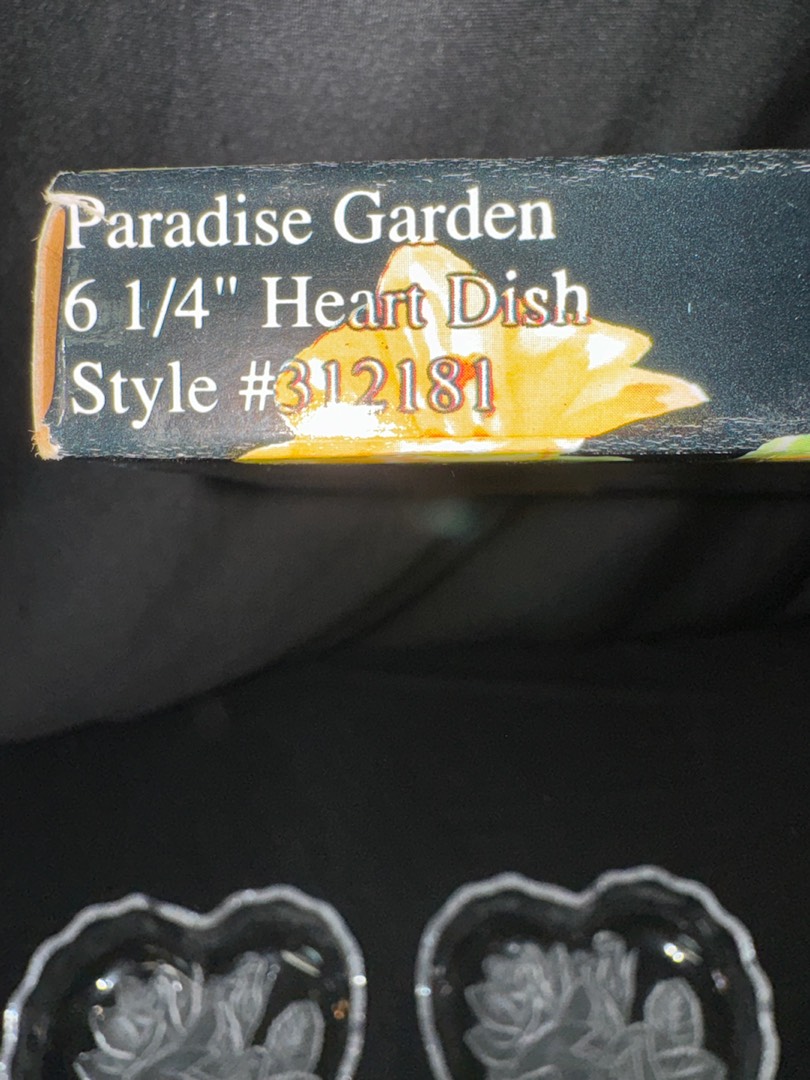 Paradise Garden
6 1/4" Heart Dish
Style #312181